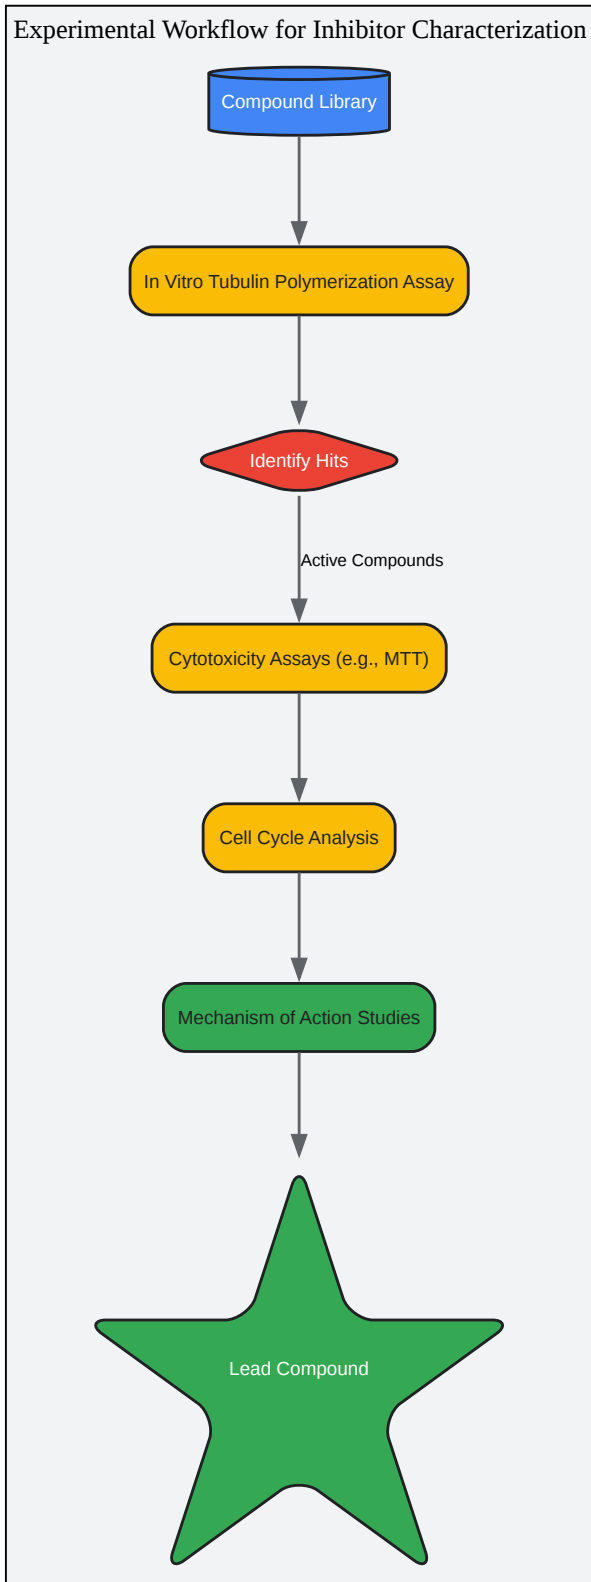 Experimental Workflow for Inhibitor Characterization
Compound Library
In Vitro Tubulin Polymerization Assay
Identify Hits
Active Compounds
Cytotoxicity Assays (e.g., MTT)
Cell Cycle Analysis
Mechanism of Action Studies
Lead Compound